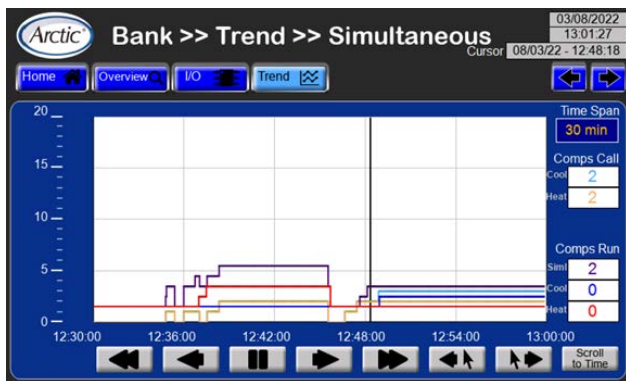 Arctic
Bank >> Trend >> Simultaneous
03/08/2022
13:01:27
Cursor 08/03/22 - 12:48:18
Home Overview I/O Trend
20
15
10
5
0
12:30:00 12:36:00 12:42:00 12:48:00 12:54:00 13:00:00
Time Span
30 min
Comps Call
Cool 2
Heat 2
Comps Run
Siml 2
Cool 0
Heat 0
Scroll
to Time